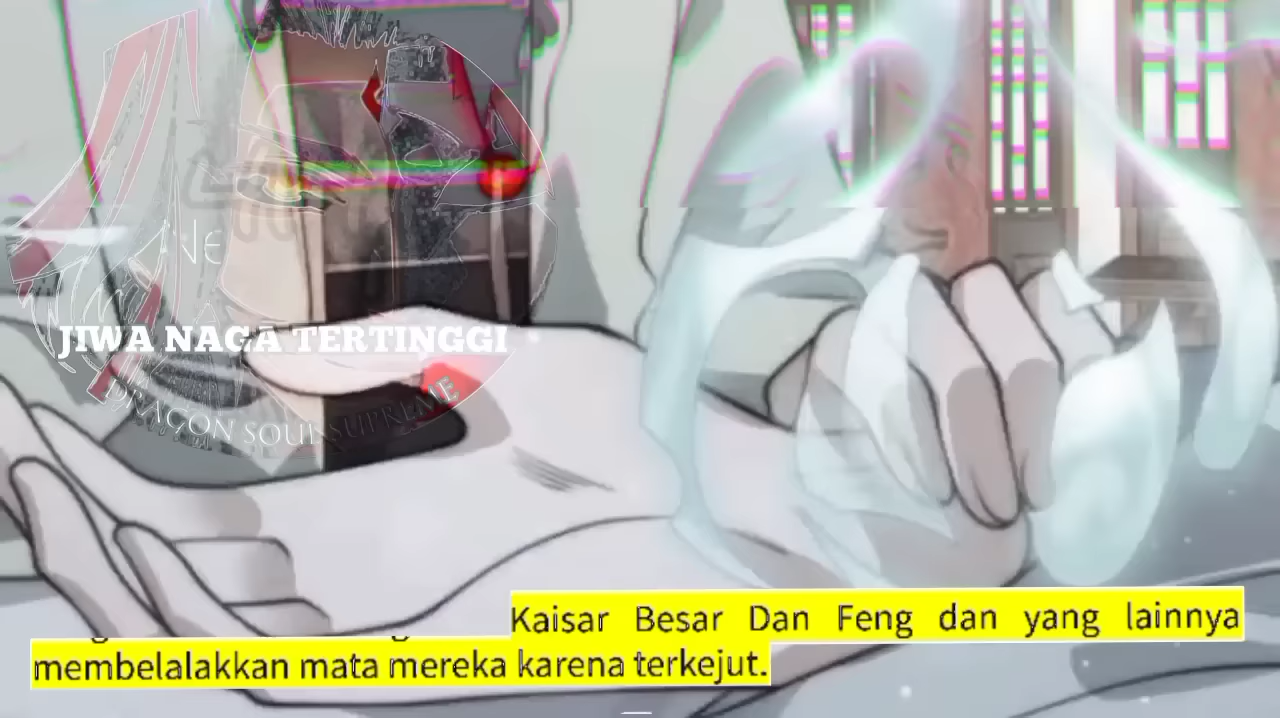 JIWA NAGA TERTINGGI
DRAGON SOUL SUPREME
Kaisar Besar Dan Feng dan yang lainnya
membelalakkan mata mereka karena terkejut.